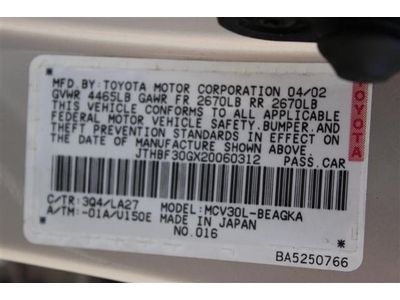 MFD.BY:TOYOTA MOTOR CORPORATION 04/02
GVWR 4465LB GAWR FR 2670LB RR 2670LB
THIS VEHICLE CONFORMS TO ALL APPLICABLE
FEDERAL MOTOR VEHICLE SAFETY,BUMPER,AND
THEFT PREVENTION STANDARDS IN EFFECT ON
THE DATE OF MANUFACTURE SHOWN ABOVE.
JTHBF30GX20060312 PASS.CAR
C/TR:3Q4/LA27 MODEL:MCV30L-BEAGKA
A/TM:-01A/U150E MADE IN JAPAN
NO.016
BA5250766
TOYOTA